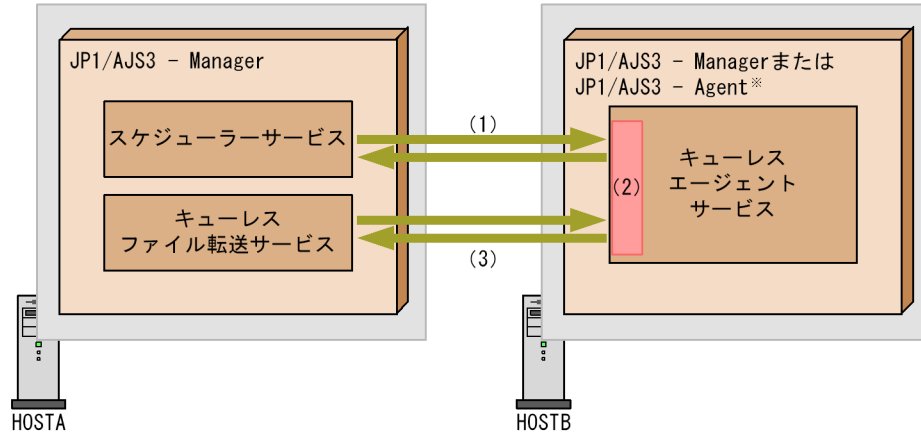 JP1/AJS3 - Manager
スケジューラーサービス
キューレス
ファイル転送サービス
HOSTA
(1)
(3)
JP1/AJS3 - Managerまたは
JP1/AJS3 - Agent※
(2)
キューレス
エージェント
サービス
HOSTB